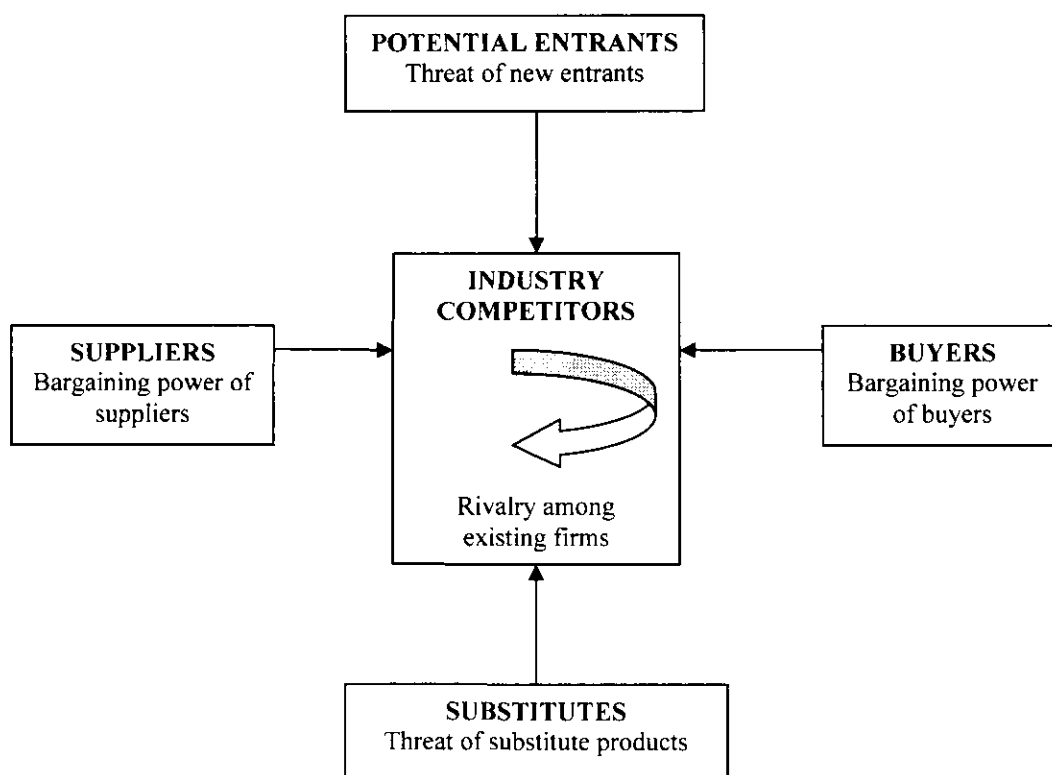 POTENTIAL ENTRANTS
Threat of new entrants
INDUSTRY
COMPETITORS
SUPPLIERS
Bargaining power of
suppliers
BUYERS
Bargaining power
of buyers
Rivalry among
existing firms
SUBSTITUTES
Threat of substitute products